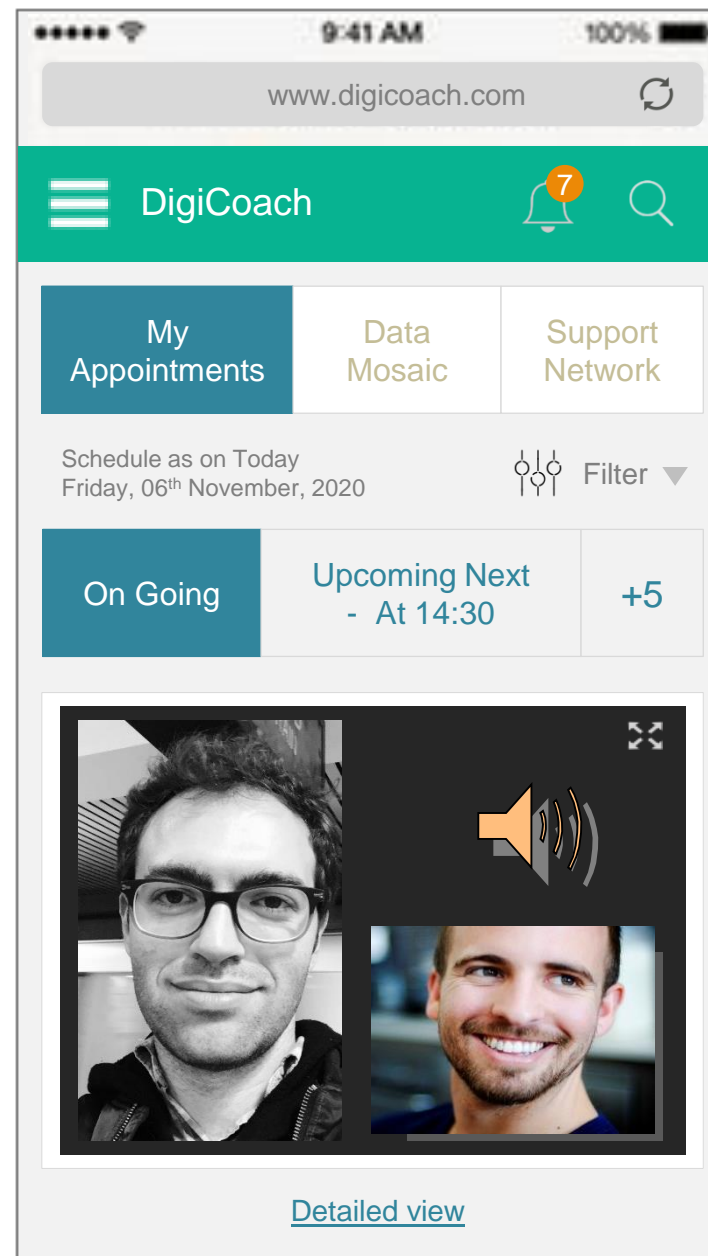 9:41 AM 100%
www.digicoach.com
DigiCoach 7
My
Appointments
Data
Mosaic
Support
Network
Schedule as on Today
Friday, 06th November, 2020
Filter
On Going
Upcoming Next
- At 14:30
+5
Detailed view